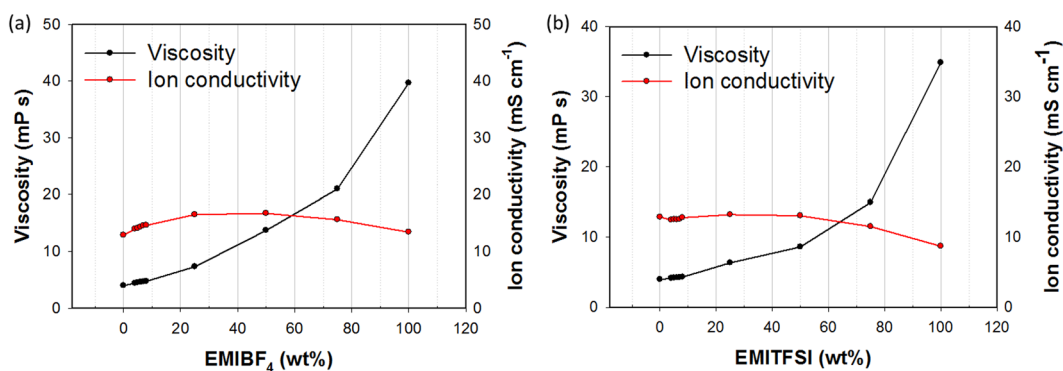 (a)
Viscosity
Ion conductivity
Viscosity (mP s)
50
40
30
20
10
0
Ion conductivity (mS cm-1)
50
40
30
20
10
0
0 20 40 60 80 100 120
EMIBF4 (wt%)
(b)
Viscosity
Ion conductivity
Viscosity (mP s)
40
30
20
10
0
Ion conductivity (mS cm-1)
40
30
20
10
0
0 20 40 60 80 100 120
EMITFSI (wt%)